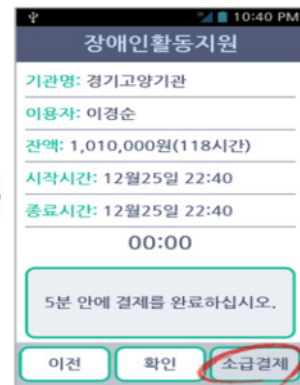 10:40 PM
장애인활동지원
기관명: 경기고양기관
이용자: 이경순
잔액: 1,010,000원(118시간)
시작시간: 12월25일 22:40
종료시간: 12월25일 22:40
00:00
5분 안에 결제를 완료하십시오.
이전 확인 소급결제